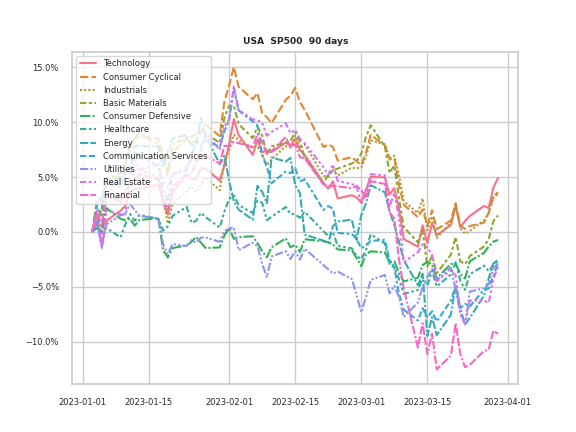 USA SP500 90 days
Technology
Consumer Cyclical
Industrials
Basic Materials
Consumer Defensive
Healthcare
Energy
Communication Services
Utilities
Real Estate
Financial
15.0%
10.0%
5.0%
0.0%
−5.0%
−10.0%
2023-01-01 2023-01-15 2023-02-01 2023-02-15 2023-03-01 2023-03-15 2023-04-01